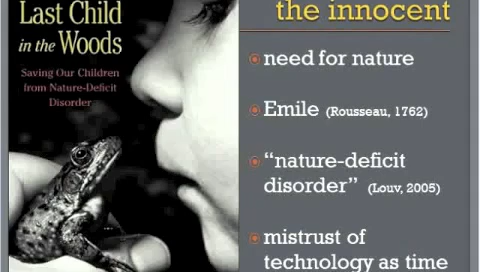 Last Child
in the Woods
Saving Our Children
from Nature-Deficit
Disorder
the innocent
need for nature
Emile (Rousseau, 1762)
“nature-deficit
disorder” (Louv, 2005)
mistrust of
technology as time